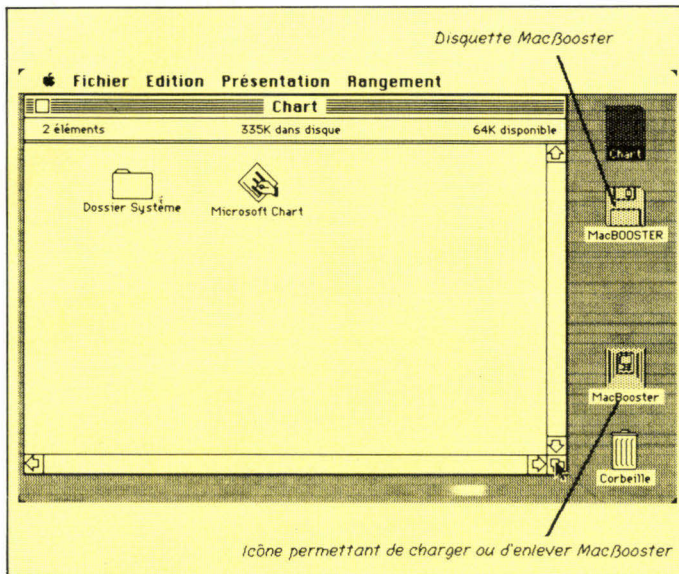 Disquette MacBooster
Fichier Edition Présentation Rangement
Chart
2 éléments 335K dans disque 64K disponible
Chart
Dossier Système Microsoft Chart
MacBOOSTER
MacBooster
Corbeille
Icône permettant de charger ou d'enlever MacBooster